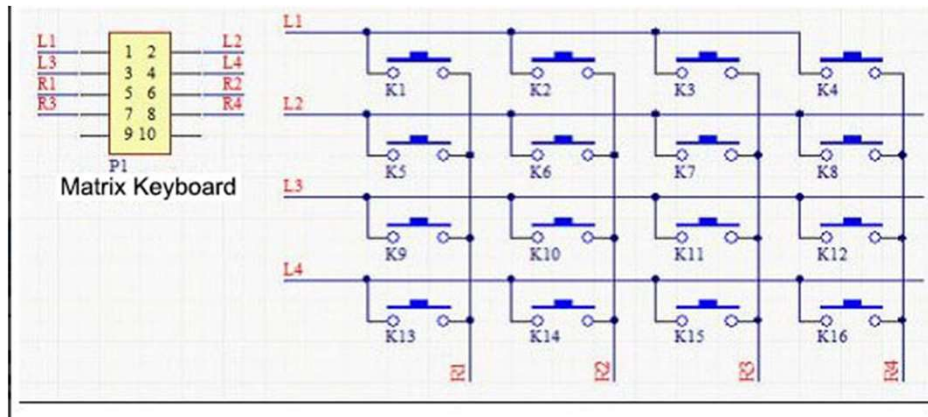 L1 1 2 L2
L3 3 4 L4
R1 5 6 R2
R3 7 8 R4
9 10
P1
Matrix Keyboard
L1
K1 K2 K3 K4
L2
K5 K6 K7 K8
L3
K9 K10 K11 K12
L4
K13 K14 K15 K16
R1 R2 R3 R4